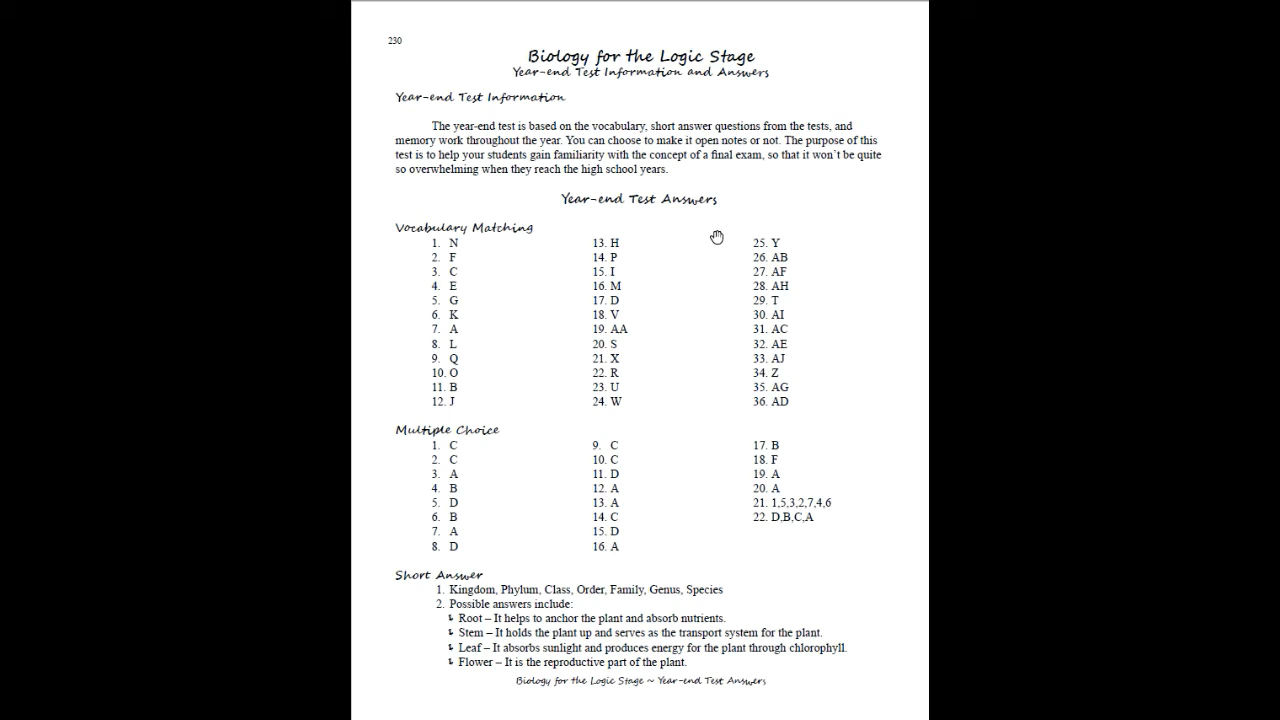 230
Biology for the Logic Stage
Year-end Test Information and Answers
Year-end Test Information
The year-end test is based on the vocabulary, short answer questions from the tests, and
memory work throughout the year. You can choose to make it open notes or not. The purpose of this
test is to help your students gain familiarity with the concept of a final exam, so that it won`t be quite
so overwhelming when they reach the high school years.
Year-end Test Answers
Vocabulary Matching
1. N
2. F
3. C
4. E
5. G
6. K
7. A
8. L
9. Q
10. O
11. B
12. J
13. H
14. P
15. I
16. M
17. D
18. V
19. AA
20. S
21. X
22. R
23. U
24. W
25. Y
26. AB
27. AF
28. AH
29. T
30. AI
31. AC
32. AE
33. AJ
34. Z
35. AG
36. AD
Multiple Choice
1. C
2. C
3. A
4. B
5. D
6. B
7. A
8. D
9. C
10. C
11. D
12. A
13. A
14. C
15. D
16. A
17. B
18. F
19. A
20. A
21. 1,5,3,2,7,4,6
22. D,B,C,A
Short Answer
1. Kingdom, Phylum, Class, Order, Family, Genus, Species
2. Possible answers include:
Root – It helps to anchor the plant and absorb nutrients.
Stem – It holds the plant up and serves as the transport system for the plant.
Leaf – It absorbs sunlight and produces energy for the plant through chlorophyll.
Flower – It is the reproductive part of the plant.
Biology for the Logic Stage ~ Year-end Test Answers